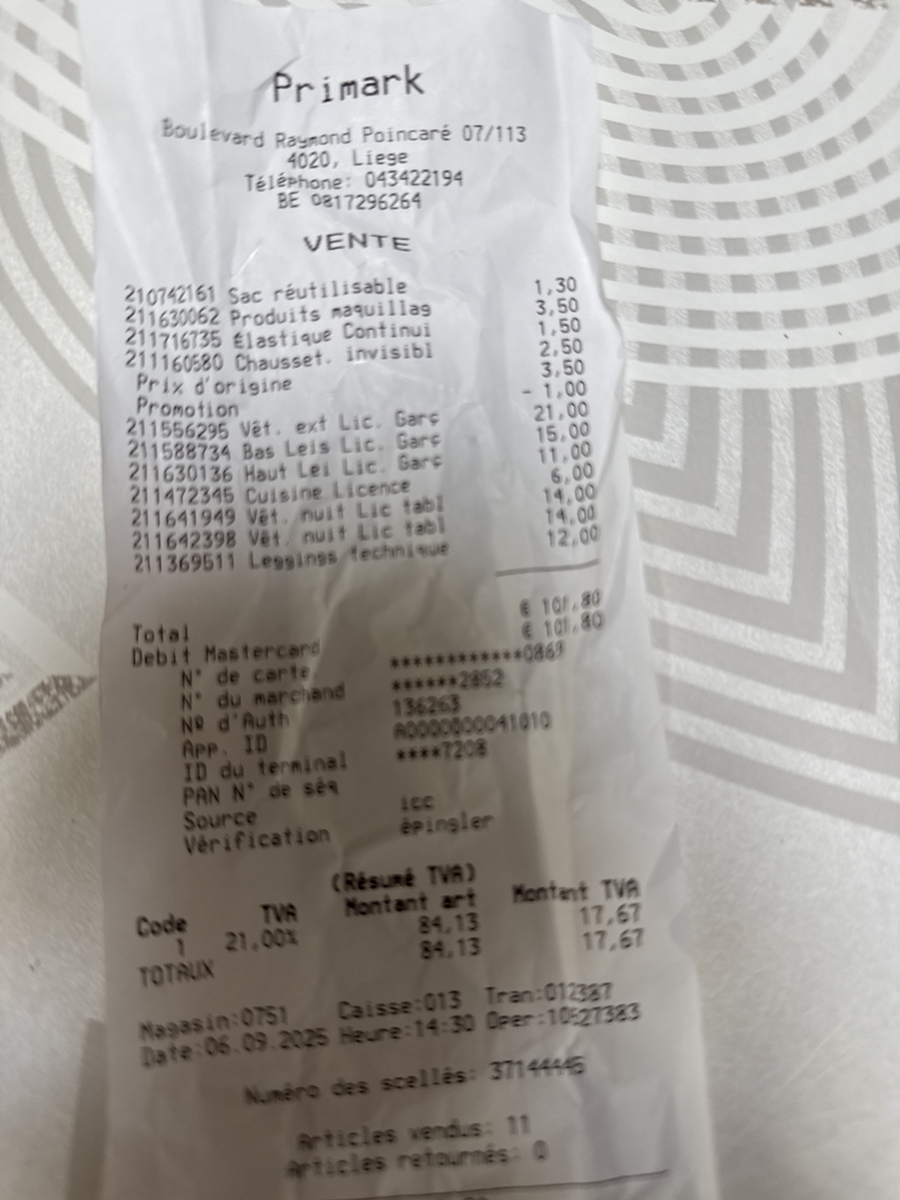 Primark
Boulevard Raymond Poincaré 07/113
4020, Liege
Téléphone: 043422194
BE 0817296264
VENTE
210742161 Sac réutilisable 1,30
211630062 Produits maquillag 3,50
211716735 Élastique Continui 1,50
211160580 Chausset. invisibl 2,50
Prix d'origine 3,50
Promotion - 1,00
211556295 Vêt. ext Lic. Garç 21,00
211588734 Bas Leis Lic. Garç 15,00
211630136 Haut Lei Lic. Garç 11,00
211472345 Cuisine Licence 6,00
211641949 Vêt. nuit Lic tabl 14,00
211642398 Vêt. nuit Lic tabl 14,00
211369511 Leggings technique 12,00
Total € 101,80
Debit Mastercard € 101,80
N° de carte ************0869
N° du marchand ******2852
Nº d'Auth 136263
App. ID A0000000041010
ID du terminal ****7208
PAN N° de séq
Source icc
Vérification épingler
(Résumé TVA)
Code TVA Montant art Montant TVA
1 21,00% 84,13 17,67
TOTAUX 84,13 17,67
Magasin:0751 Caisse:013 Tran:012387
Date:06.09.2025 Heure:14:30 Oper:10527383
Numéro des scellés: 37144445
Articles vendus: 11
Articles retournés: 0